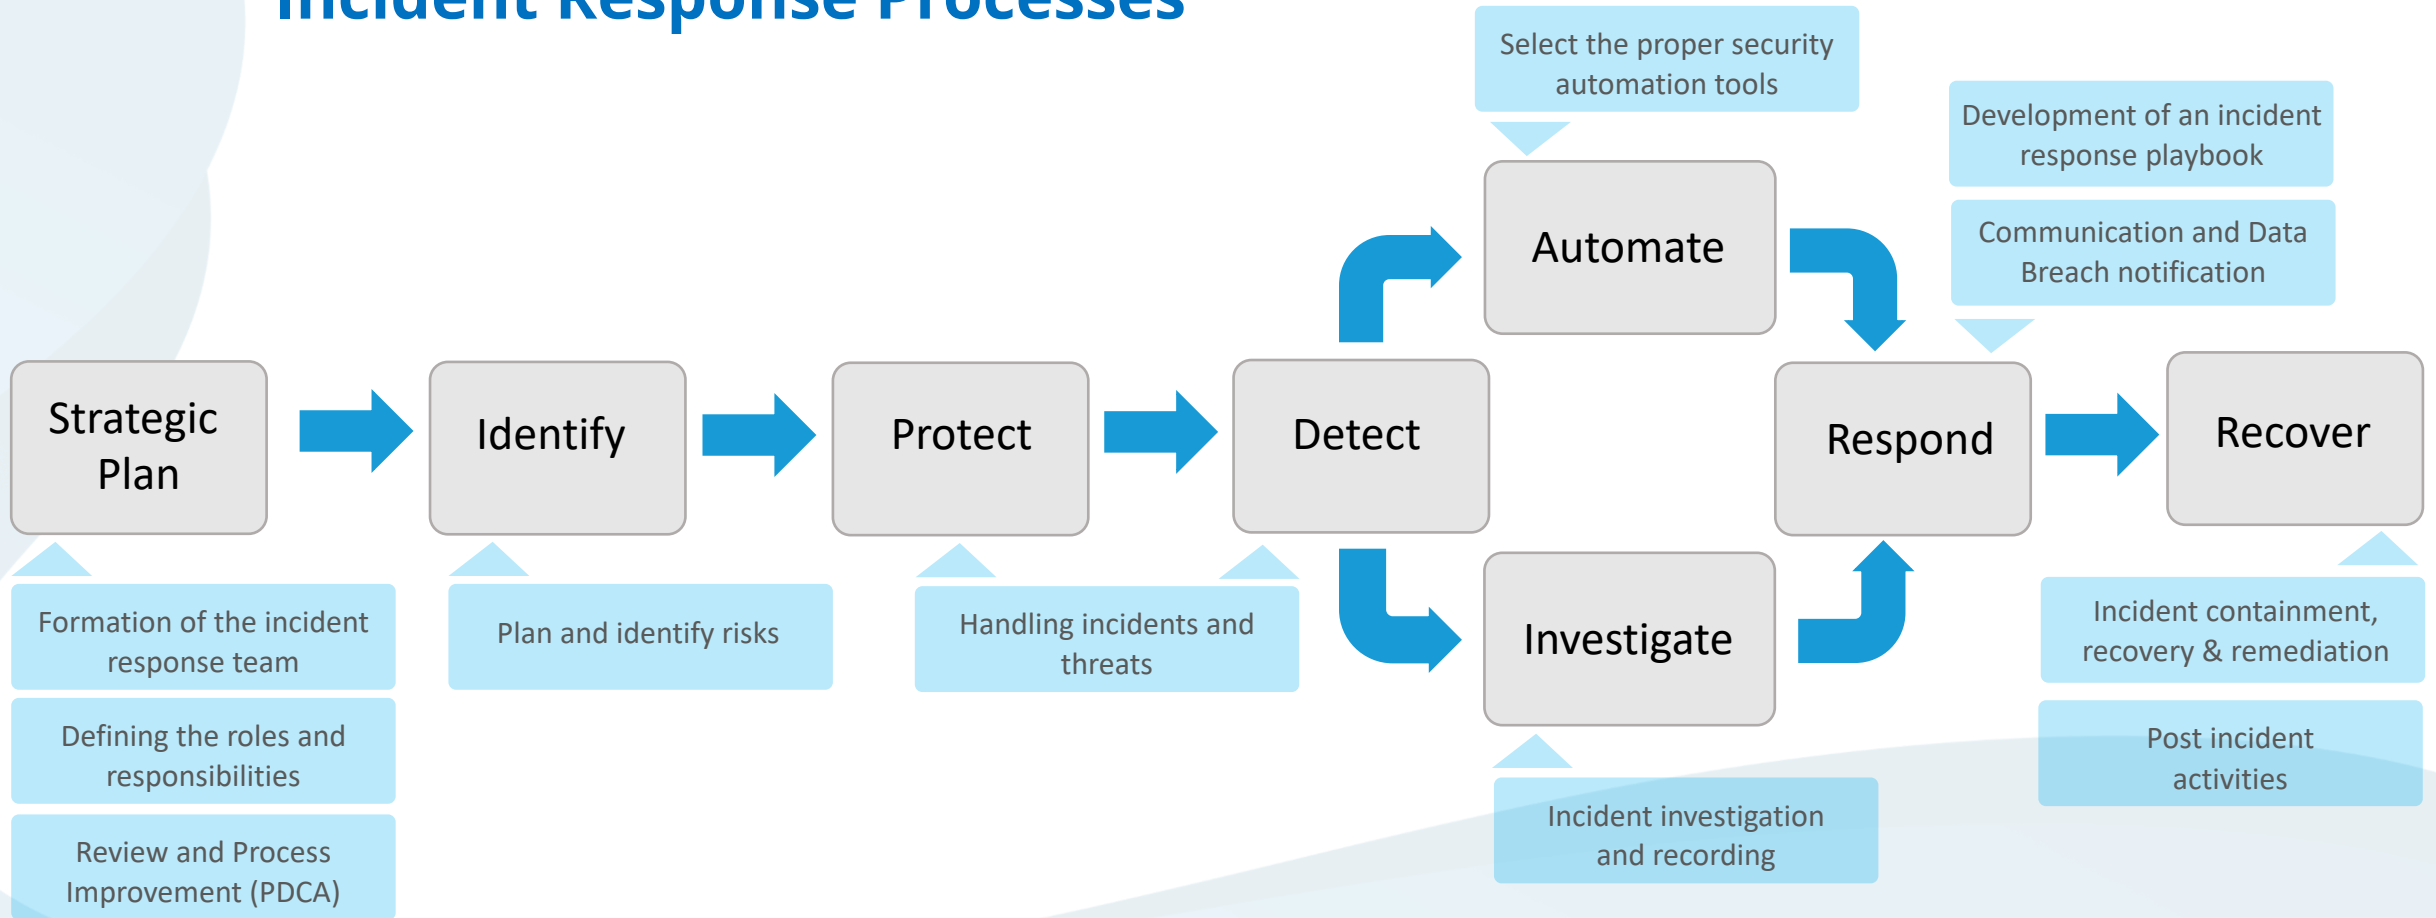 Incident Response Processes
Select the proper security
automation tools
Development of an incident
response playbook
Communication and Data
Breach notification
Automate
Strategic
Plan
Identify
Protect
Detect
Respond
Recover
Investigate
Formation of the incident
response team
Defining the roles and
responsibilities
Review and Process
Improvement (PDCA)
Plan and identify risks
Handling incidents and
threats
Incident investigation
and recording
Incident containment,
recovery & remediation
Post incident
activities